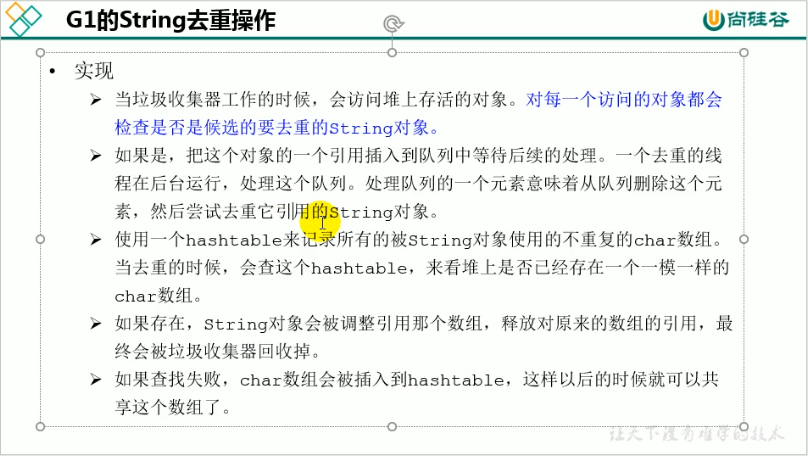 G1的String去重操作
尚硅谷
• 实现
➢ 当垃圾收集器工作的时候，会访问堆上存活的对象。对每一个访问的对象都会
检查是否是候选的要去重的String对象。
➢ 如果是，把这个对象的一个引用插入到队列中等待后续的处理。一个去重的线
程在后台运行，处理这个队列。处理队列的一个元素意味着从队列删除这个元
素，然后尝试去重它引用的String对象。
➢ 使用一个hashtable来记录所有的被String对象使用的不重复的char数组。
当去重的时候，会查这个hashtable，来看堆上是否已经存在一个一模一样的
char数组。
➢ 如果存在，String对象会被调整引用那个数组，释放对原来的数组的引用，最
终会被垃圾收集器回收掉。
➢ 如果查找失败，char数组会被插入到hashtable，这样以后的时候就可以共
享这个数组了。
让天下没有难学的技术